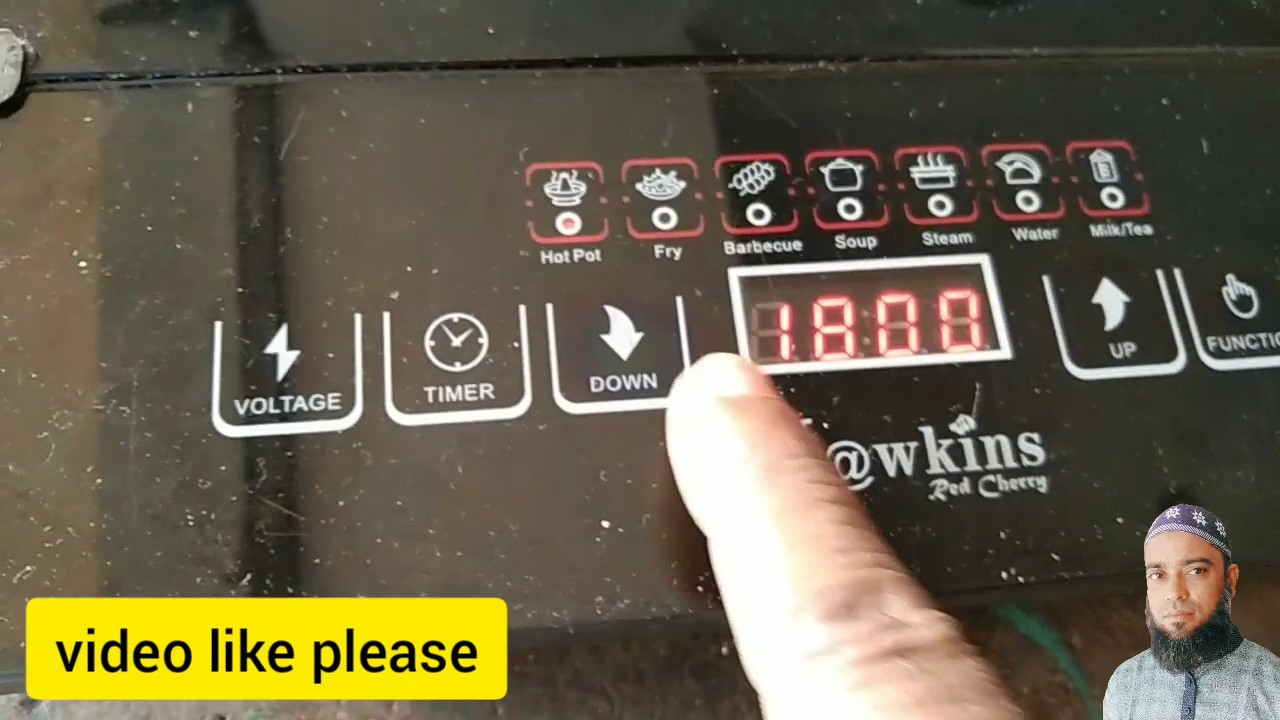 Hot Pot
Fry
Barbecue
Soup
Steam
Water
Milk/Tea
VOLTAGE
TIMER
DOWN
1800
UP
@wkins
Red Cherry
video like please